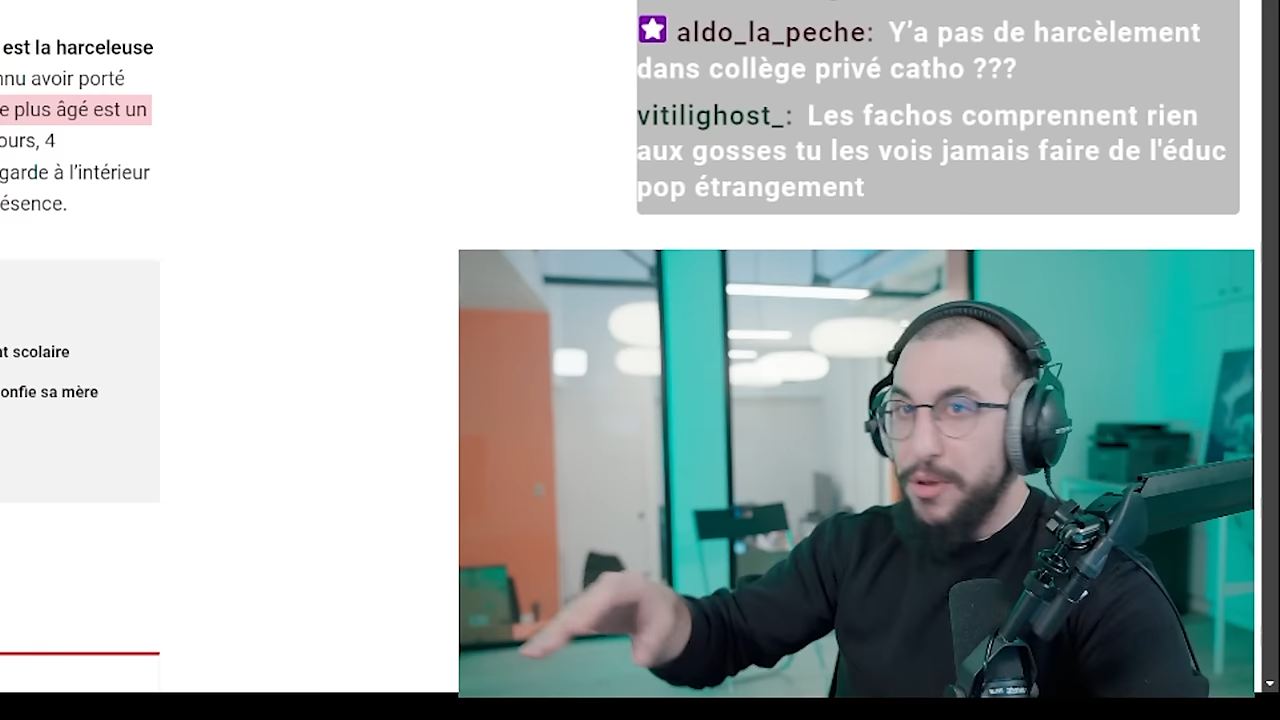 est la harceleuse
nnu avoir porté
e plus âgé est un
ours, 4
garde à l'intérieur
ésence.
nt scolaire
onfie sa mère
aldo_la_peche: Y'a pas de harcèlement
dans collège privé catho ???
vitilighost_: Les fachos comprennent rien
aux gosses tu les vois jamais faire de l'éduc
pop étrangement